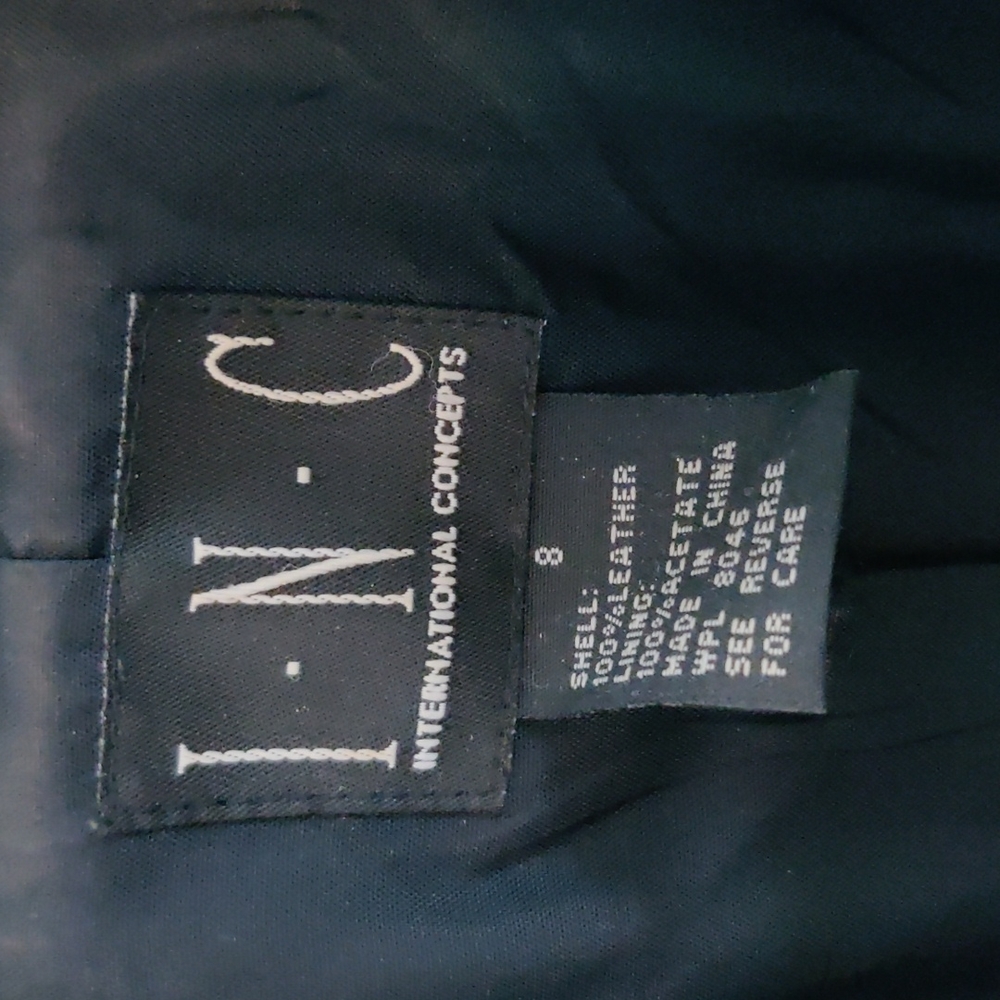 I·N·C
INTERNATIONAL CONCEPTS
8
SHELL:
100%LEATHER
LINING:
100%ACETATE
MADE IN CHINA
WPL 8046
SEE REVERSE
FOR CARE